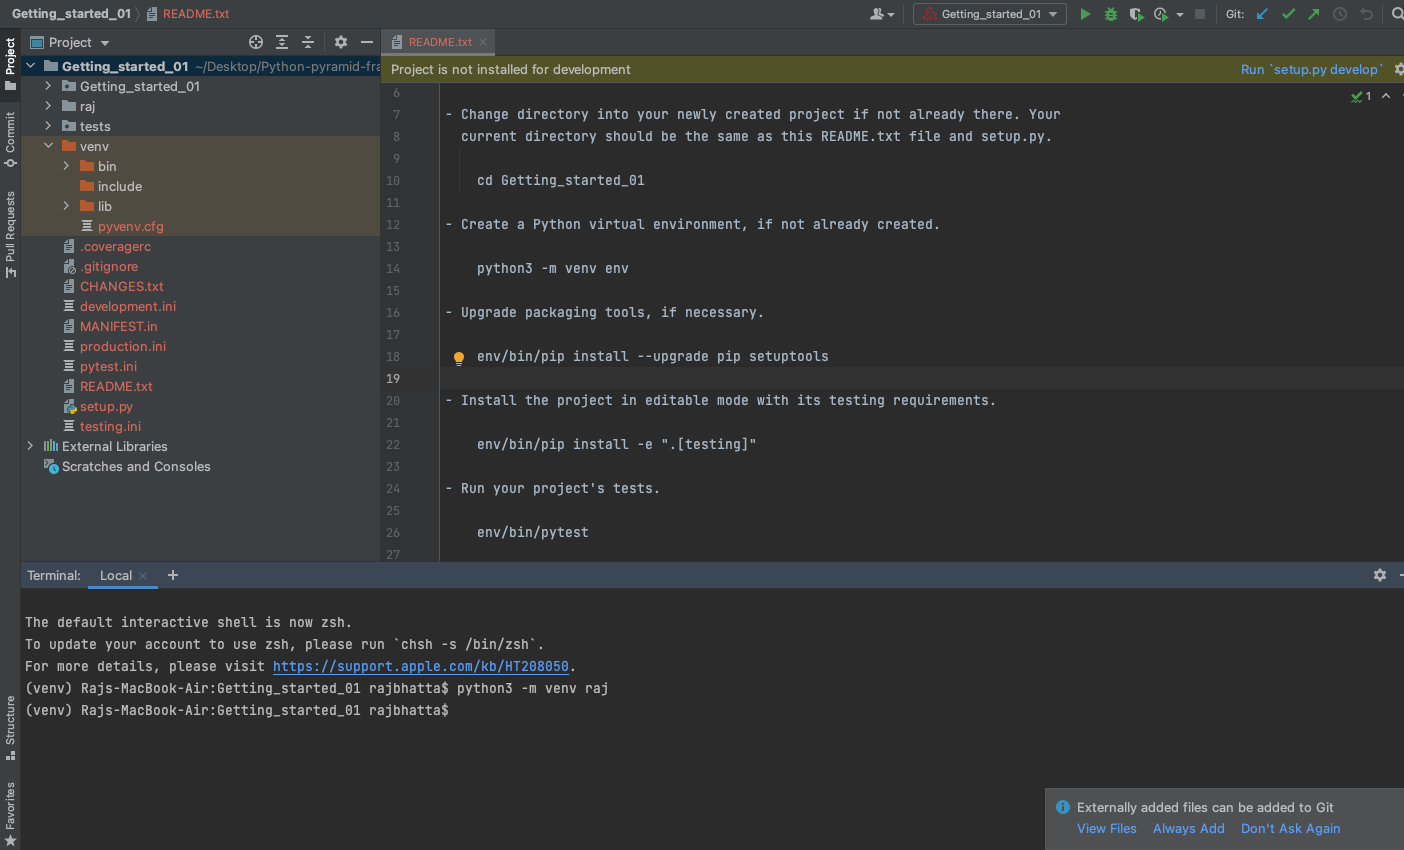 Getting_started_01
README.txt
Getting_started_01
Git:
Project
Commit
Pull Requests
Structure
Favorites
Project
Getting_started_01 ~/Desktop/Python-pyramid-fra
Getting_started_01
raj
tests
venv
bin
include
lib
pyvenv.cfg
.coveragerc
.gitignore
CHANGES.txt
development.ini
MANIFEST.in
production.ini
pytest.ini
README.txt
setup.py
testing.ini
External Libraries
Scratches and Consoles
README.txt
Project is not installed for development
Run `setup.py develop`
1
6
7 - Change directory into your newly created project if not already there. Your
8 current directory should be the same as this README.txt file and setup.py.
9
10 cd Getting_started_01
11
12 - Create a Python virtual environment, if not already created.
13
14 python3 -m venv env
15
16 - Upgrade packaging tools, if necessary.
17
18 env/bin/pip install --upgrade pip setuptools
19
20 - Install the project in editable mode with its testing requirements.
21
22 env/bin/pip install -e ".[testing]"
23
24 - Run your project's tests.
25
26 env/bin/pytest
27
Terminal: Local
The default interactive shell is now zsh.
To update your account to use zsh, please run `chsh -s /bin/zsh`.
For more details, please visit https://support.apple.com/kb/HT208050.
(venv) Rajs-MacBook-Air:Getting_started_01 rajbhatta$ python3 -m venv raj
(venv) Rajs-MacBook-Air:Getting_started_01 rajbhatta$
Externally added files can be added to Git
View Files Always Add Don't Ask Again